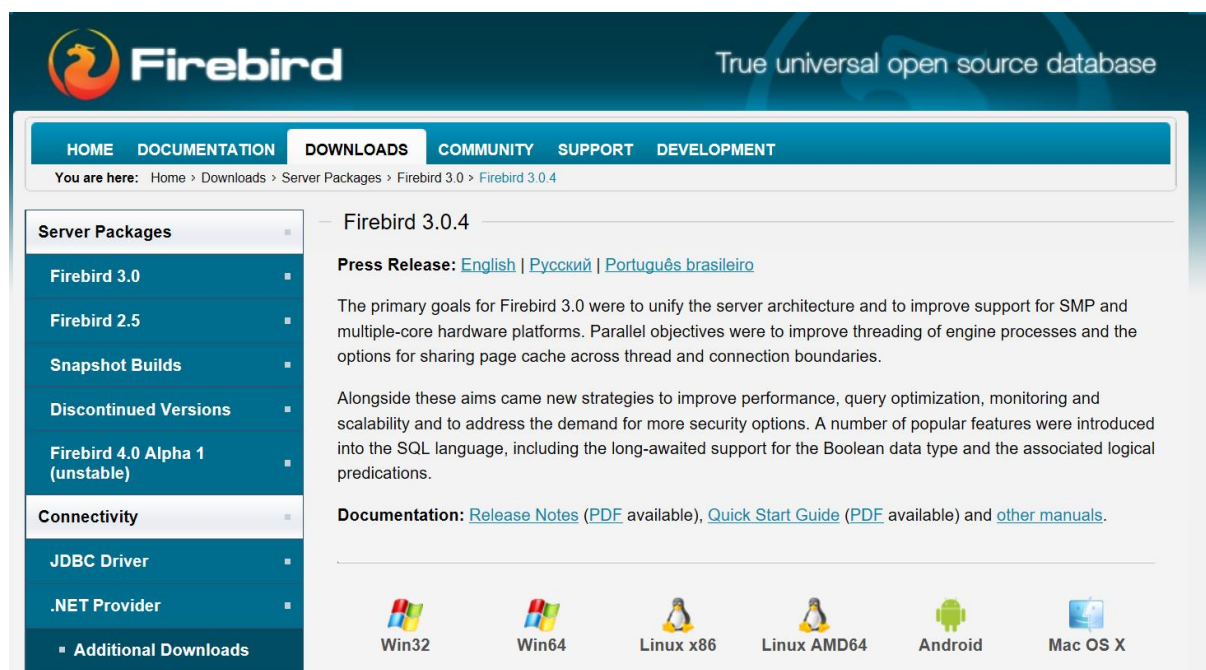 Firebird
True universal open source database
HOME DOCUMENTATION DOWNLOADS COMMUNITY SUPPORT DEVELOPMENT
You are here: Home › Downloads › Server Packages › Firebird 3.0 › Firebird 3.0.4
Server Packages
Firebird 3.0
Firebird 2.5
Snapshot Builds
Discontinued Versions
Firebird 4.0 Alpha 1
(unstable)
Connectivity
JDBC Driver
.NET Provider
Additional Downloads
Firebird 3.0.4
Press Release: English | Русский | Português brasileiro
The primary goals for Firebird 3.0 were to unify the server architecture and to improve support for SMP and
multiple-core hardware platforms. Parallel objectives were to improve threading of engine processes and the
options for sharing page cache across thread and connection boundaries.
Alongside these aims came new strategies to improve performance, query optimization, monitoring and
scalability and to address the demand for more security options. A number of popular features were introduced
into the SQL language, including the long-awaited support for the Boolean data type and the associated logical
predications.
Documentation: Release Notes (PDF available), Quick Start Guide (PDF available) and other manuals.
Win32 Win64 Linux x86 Linux AMD64 Android Mac OS X